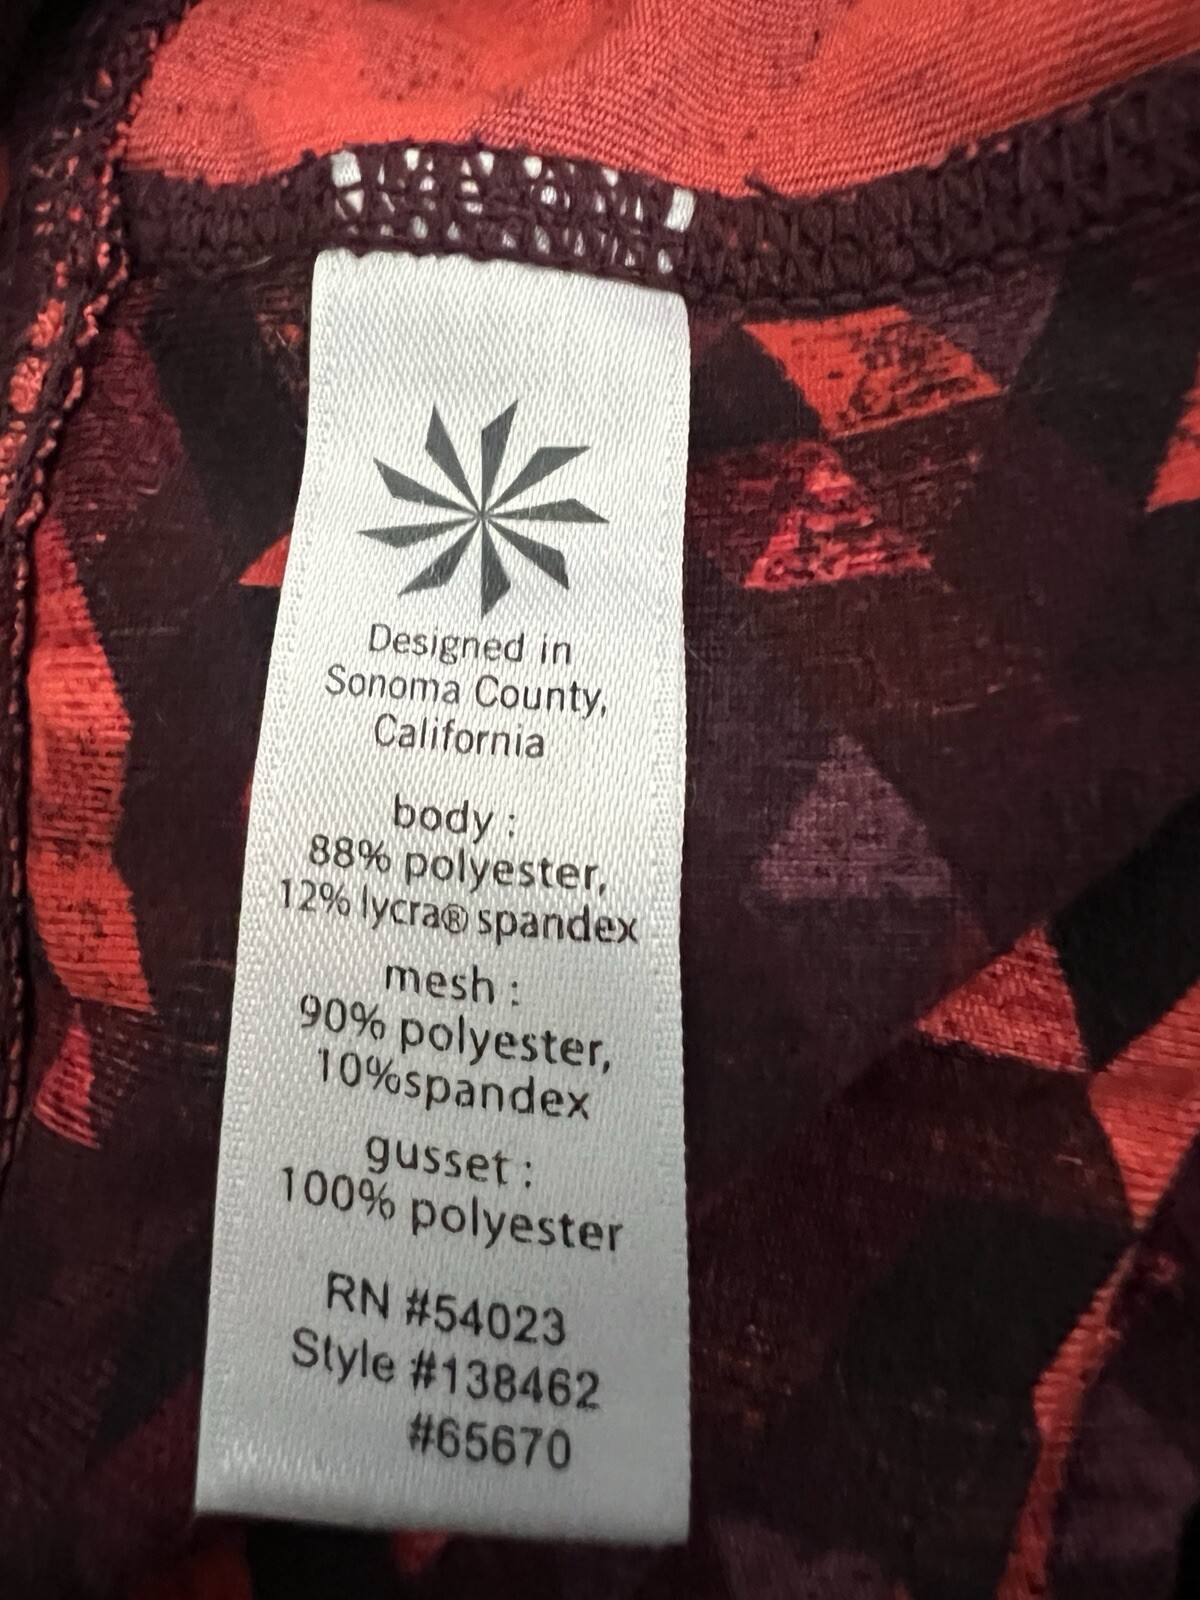 Designed in
Sonoma County,
California
body :
88% polyester,
12% lycra® spandex
mesh :
90% polyester,
10%spandex
gusset :
100% polyester
RN #54023
Style #138462
#65670